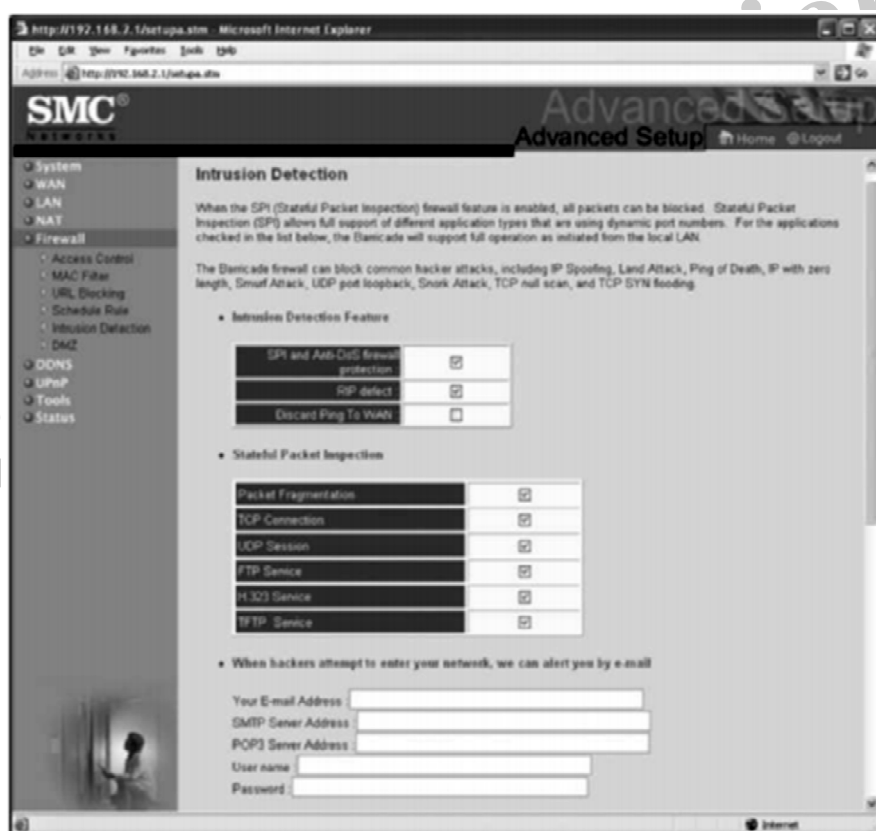 http://192.168.2.1/setupa.stm - Microsoft Internet Explorer
File Edit View Favorites Tools Help
Address http://192.168.2.1/setupa.stm Go
SMC®
Networks
Advanced Setup
Advanced Setup Home Logout
System
WAN
LAN
NAT
Firewall
Access Control
MAC Filter
URL Blocking
Schedule Rule
Intrusion Detection
DMZ
DDNS
UPnP
Tools
Status
Intrusion Detection
When the SPI (Stateful Packet Inspection) firewall feature is enabled, all packets can be blocked. Stateful Packet
Inspection (SPI) allows full support of different application types that are using dynamic port numbers. For the applications
checked in the list below, the Barricade will support full operation as initiated from the local LAN.
The Barricade firewall can block common hacker attacks, including IP Spoofing, Land Attack, Ping of Death, IP with zero
length, Smurf Attack, UDP port loopback, Snork Attack, TCP null scan, and TCP SYN flooding.
• Intrusion Detection Feature
SPI and Anti-DoS firewall
protection :
RIP defect :
Discard Ping To WAN :
• Stateful Packet Inspection
Packet Fragmentation
TCP Connection
UDP Session
FTP Service
H.323 Service
TFTP Service
• When hackers attempt to enter your network, we can alert you by e-mail
Your E-mail Address :
SMTP Server Address :
POP3 Server Address :
User name :
Password :
Internet